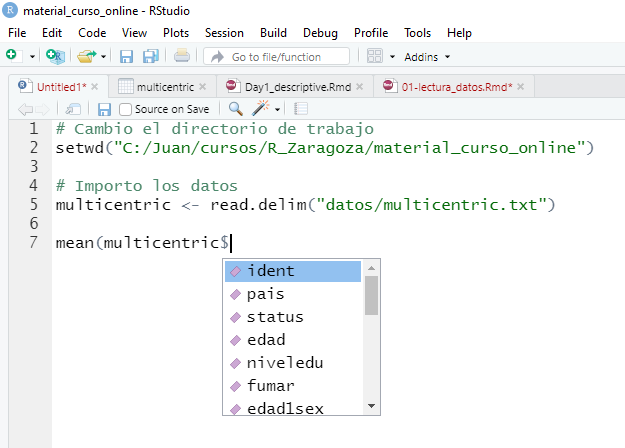 material_curso_online - RStudio
File Edit Code View Plots Session Build Debug Profile Tools Help
Go to file/function Addins
Untitled1* multicentric Day1_descriptive.Rmd 01-lectura_datos.Rmd*
Source on Save
1 # Cambio el directorio de trabajo
2 setwd("C:/Juan/cursos/R_Zaragoza/material_curso_online")
3
4 # Importo los datos
5 multicentric <- read.delim("datos/multicentric.txt")
6
7 mean(multicentric$
ident
pais
status
edad
niveledu
fumar
edad1sex